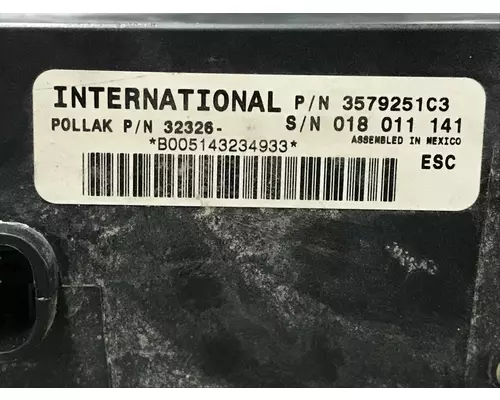 INTERNATIONAL P/N 3579251C3
POLLAK P/N 32326- S/N 018 011 141
*B005143234933* ASSEMBLED IN MEXICO
ESC